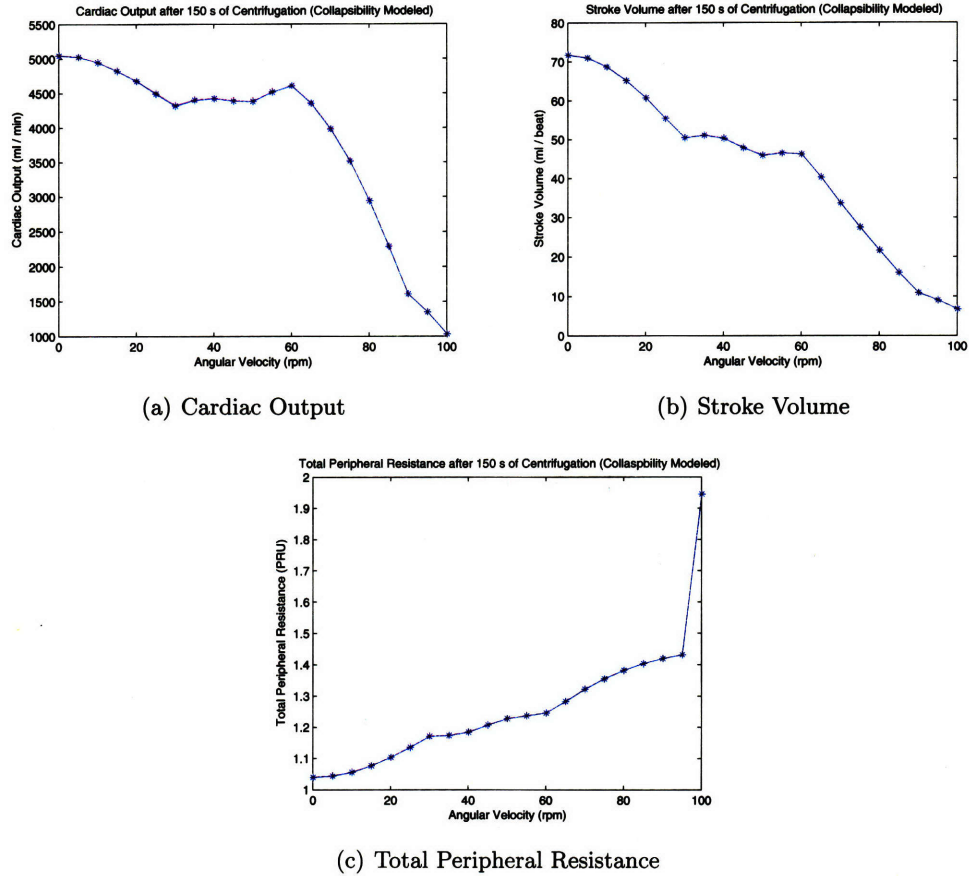 Cardiac Output after 150 s of Centrifugation (Collapsibility Modeled)
5500
5000
4500
4000
3500
3000
2500
2000
1500
1000
Cardiac Output (ml / min)
0 20 40 60 80 100
Angular Velocity (rpm)
(a) Cardiac Output
Stroke Volume after 150 s of Centrifugation (Collapsibility Modeled)
80
70
60
50
40
30
20
10
0
Stroke Volume (ml / beat)
0 20 40 60 80 100
Angular Velocity (rpm)
(b) Stroke Volume
Total Peripheral Resistance after 150 s of Centrifugation (Collaspbility Modeled)
2
1.9
1.8
1.7
1.6
1.5
1.4
1.3
1.2
1.1
1
Total Peripheral Resistance (PRU)
0 20 40 60 80 100
Angular Velocity (rpm)
(c) Total Peripheral Resistance